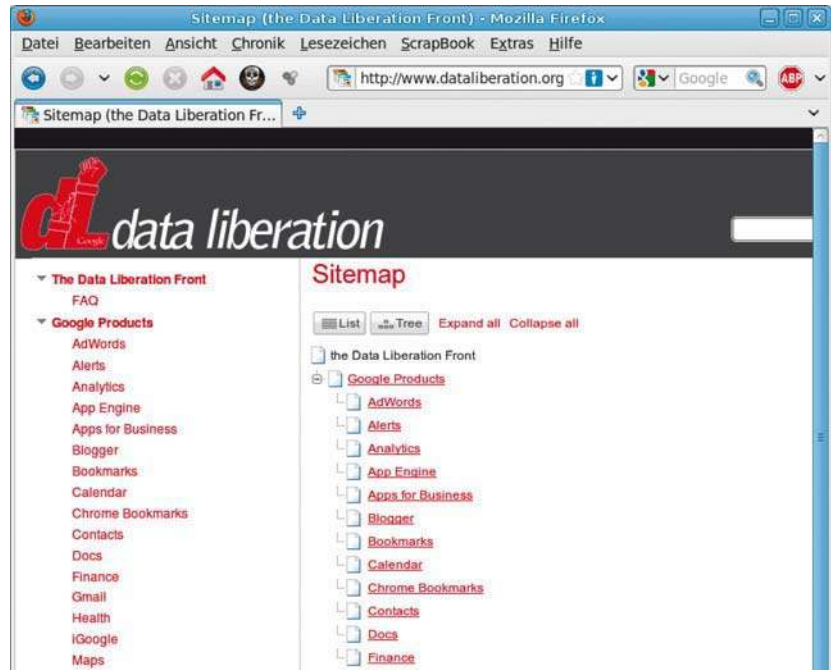 Sitemap (the Data Liberation Front) - Mozilla Firefox
Datei Bearbeiten Ansicht Chronik Lesezeichen ScrapBook Extras Hilfe
http://www.dataliberation.org Google ABP
Sitemap (the Data Liberation Fr...
dL Google data liberation
The Data Liberation Front
FAQ
Google Products
AdWords
Alerts
Analytics
App Engine
Apps for Business
Blogger
Bookmarks
Calendar
Chrome Bookmarks
Contacts
Docs
Finance
Gmail
Health
iGoogle
Maps
Sitemap
List Tree Expand all Collapse all
the Data Liberation Front
Google Products
AdWords
Alerts
Analytics
App Engine
Apps for Business
Blogger
Bookmarks
Calendar
Chrome Bookmarks
Contacts
Docs
Finance